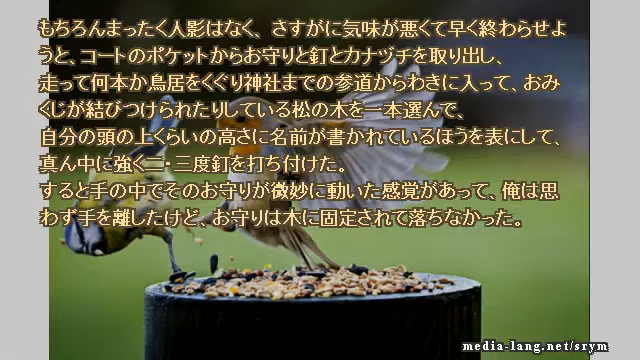 もちろんまったく人影はなく、さすがに気味が悪くて早く終わらせよ
うと、コートのポケットからお守りと釘とカナヅチを取り出し、
走って何本か鳥居をくぐり神社までの参道からわきに入って、おみ
くじが結びつけられたりしている松の木を一本選んで、
自分の頭の上くらいの高さに名前が書かれているほうを表にして、
真ん中に強く二・三度釘を打ち付けた。
すると手の中でそのお守りが微妙に動いた感覚があって、俺は思
わず手を離したけど、お守りは木に固定されて落ちなかった。
media-lang.net/srym